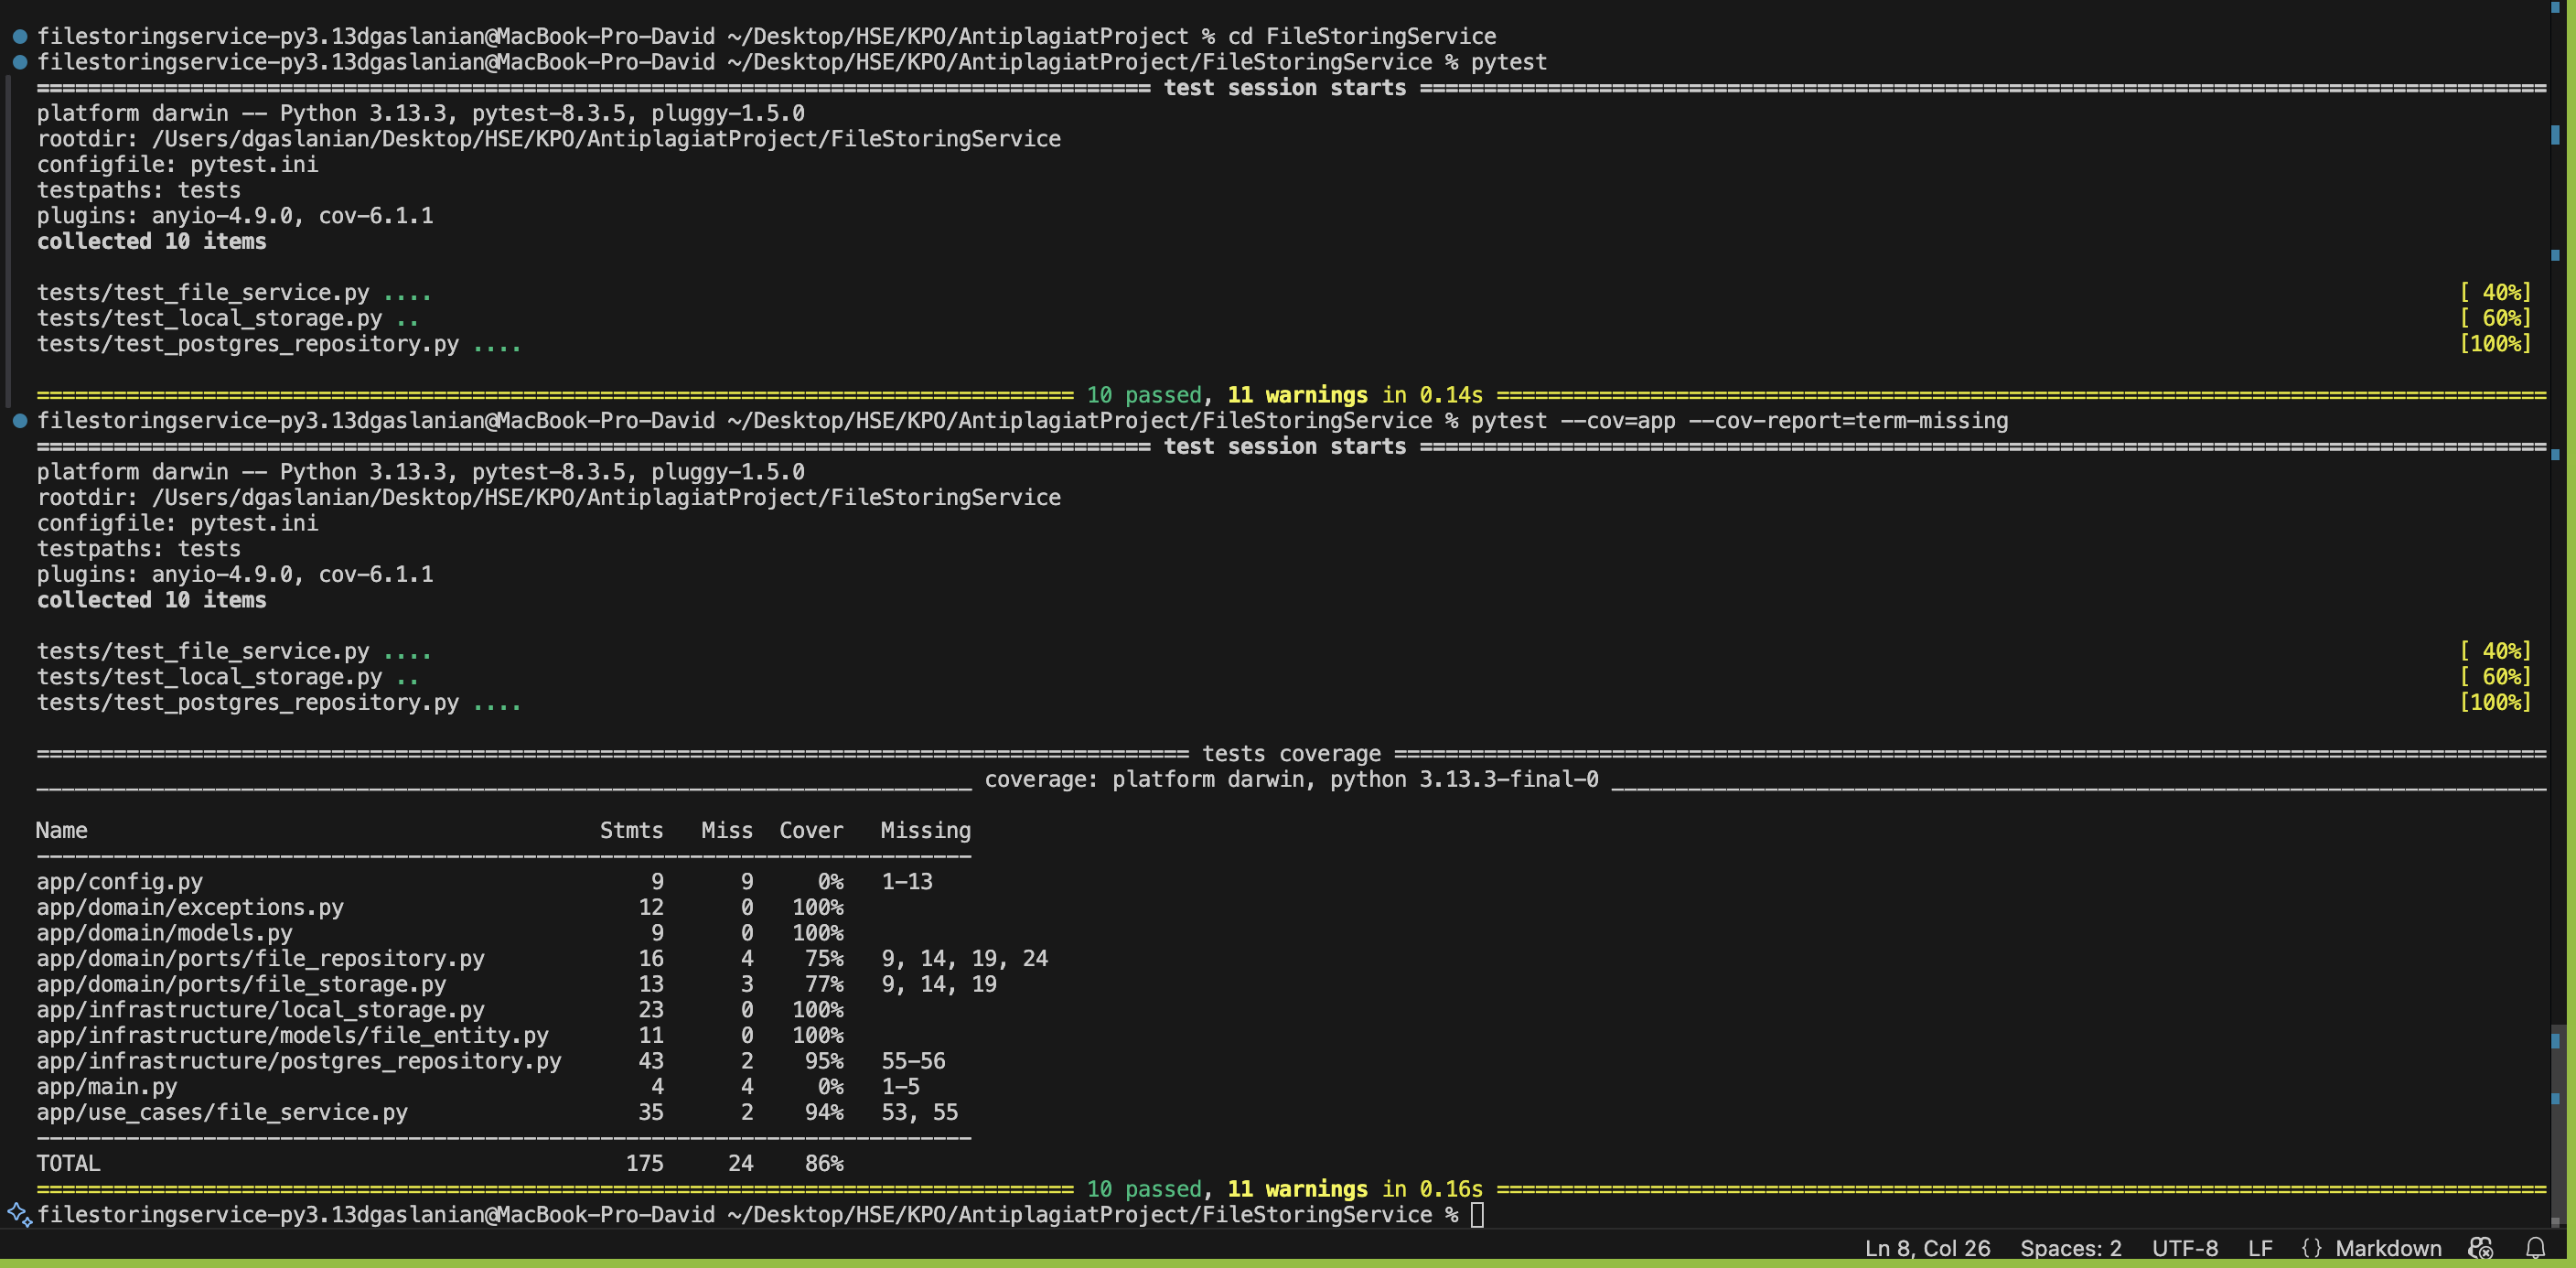 filestoringservice-py3.13dgaslanian@MacBook-Pro-David ~/Desktop/HSE/KPO/AntiplagiatProject % cd FileStoringService
filestoringservice-py3.13dgaslanian@MacBook-Pro-David ~/Desktop/HSE/KPO/AntiplagiatProject/FileStoringService % pytest
test session starts
platform darwin -- Python 3.13.3, pytest-8.3.5, pluggy-1.5.0
rootdir: /Users/dgaslanian/Desktop/HSE/KPO/AntiplagiatProject/FileStoringService
configfile: pytest.ini
testpaths: tests
plugins: anyio-4.9.0, cov-6.1.1
collected 10 items
tests/test_file_service.py .... [ 40%]
tests/test_local_storage.py .. [ 60%]
tests/test_postgres_repository.py .... [100%]
10 passed, 11 warnings in 0.14s
filestoringservice-py3.13dgaslanian@MacBook-Pro-David ~/Desktop/HSE/KPO/AntiplagiatProject/FileStoringService % pytest --cov=app --cov-report=term-missing
test session starts
platform darwin -- Python 3.13.3, pytest-8.3.5, pluggy-1.5.0
rootdir: /Users/dgaslanian/Desktop/HSE/KPO/AntiplagiatProject/FileStoringService
configfile: pytest.ini
testpaths: tests
plugins: anyio-4.9.0, cov-6.1.1
collected 10 items
tests/test_file_service.py .... [ 40%]
tests/test_local_storage.py .. [ 60%]
tests/test_postgres_repository.py .... [100%]
tests coverage
coverage: platform darwin, python 3.13.3-final-0
Name Stmts Miss Cover Missing
app/config.py 9 9 0% 1-13
app/domain/exceptions.py 12 0 100%
app/domain/models.py 9 0 100%
app/domain/ports/file_repository.py 16 4 75% 9, 14, 19, 24
app/domain/ports/file_storage.py 13 3 77% 9, 14, 19
app/infrastructure/local_storage.py 23 0 100%
app/infrastructure/models/file_entity.py 11 0 100%
app/infrastructure/postgres_repository.py 43 2 95% 55-56
app/main.py 4 4 0% 1-5
app/use_cases/file_service.py 35 2 94% 53, 55
TOTAL 175 24 86%
10 passed, 11 warnings in 0.16s
filestoringservice-py3.13dgaslanian@MacBook-Pro-David ~/Desktop/HSE/KPO/AntiplagiatProject/FileStoringService %
Ln 8, Col 26 Spaces: 2 UTF-8 LF {} Markdown